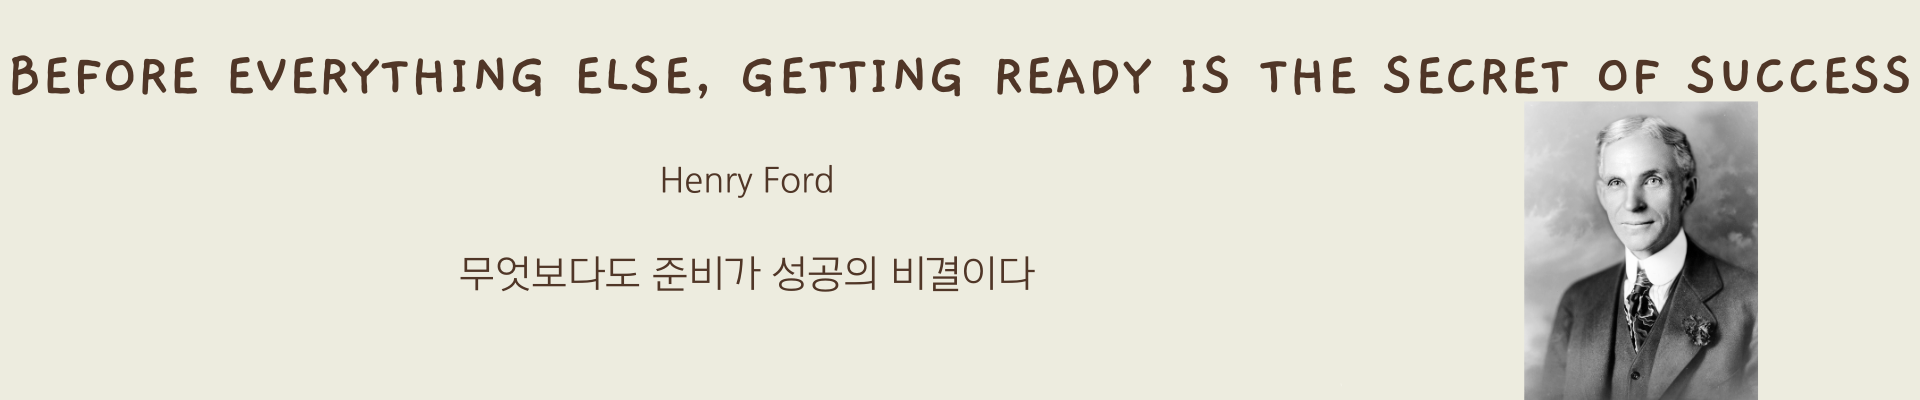 BEFORE EVERYTHING ELSE, GETTING READY IS THE SECRET OF SUCCESS
Henry Ford
무엇보다도 준비가 성공의 비결이다